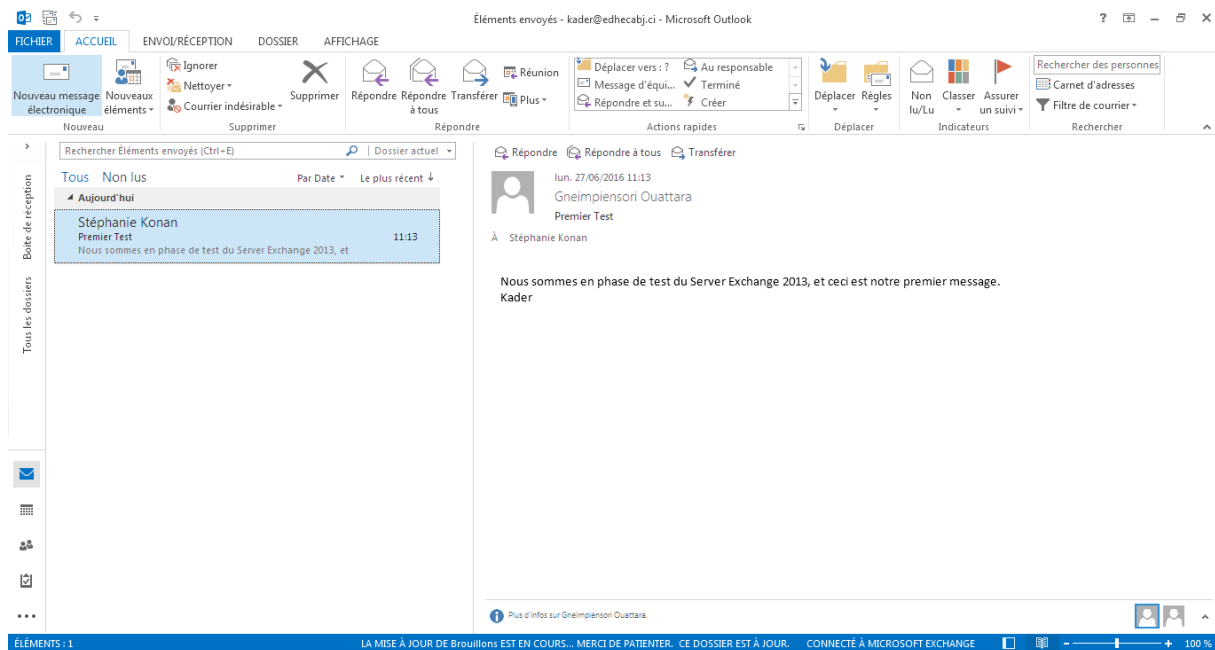 Éléments envoyés - kader@edhecabj.ci - Microsoft Outlook
FICHIER ACCUEIL ENVOI/RÉCEPTION DOSSIER AFFICHAGE
Nouveau message électronique
Nouveaux éléments
Nouveau
Ignorer
Nettoyer
Courrier indésirable
Supprimer
Supprimer
Répondre
Répondre à tous
Transférer
Réunion
Plus
Répondre
Déplacer vers : ?
Message d'équi...
Répondre et su...
Au responsable
Terminé
Créer
Actions rapides
Déplacer
Règles
Déplacer
Non lu/Lu
Classer
Assurer un suivi
Indicateurs
Rechercher des personnes
Carnet d'adresses
Filtre de courrier
Rechercher
Boîte de réception
Tous les dossiers
Rechercher Éléments envoyés (Ctrl+E) Dossier actuel
Tous Non lus Par Date Le plus récent
Aujourd'hui
Stéphanie Konan
Premier Test 11:13
Nous sommes en phase de test du Server Exchange 2013, et
Répondre Répondre à tous Transférer
lun. 27/06/2016 11:13
Gneimpiensori Ouattara
Premier Test
À Stéphanie Konan
Nous sommes en phase de test du Server Exchange 2013, et ceci est notre premier message.
Kader
Plus d'infos sur Gneimpiensori Ouattara.
ÉLÉMENTS : 1 LA MISE À JOUR DE Brouillons EST EN COURS... MERCI DE PATIENTER. CE DOSSIER EST À JOUR. CONNECTÉ À MICROSOFT EXCHANGE 100 %